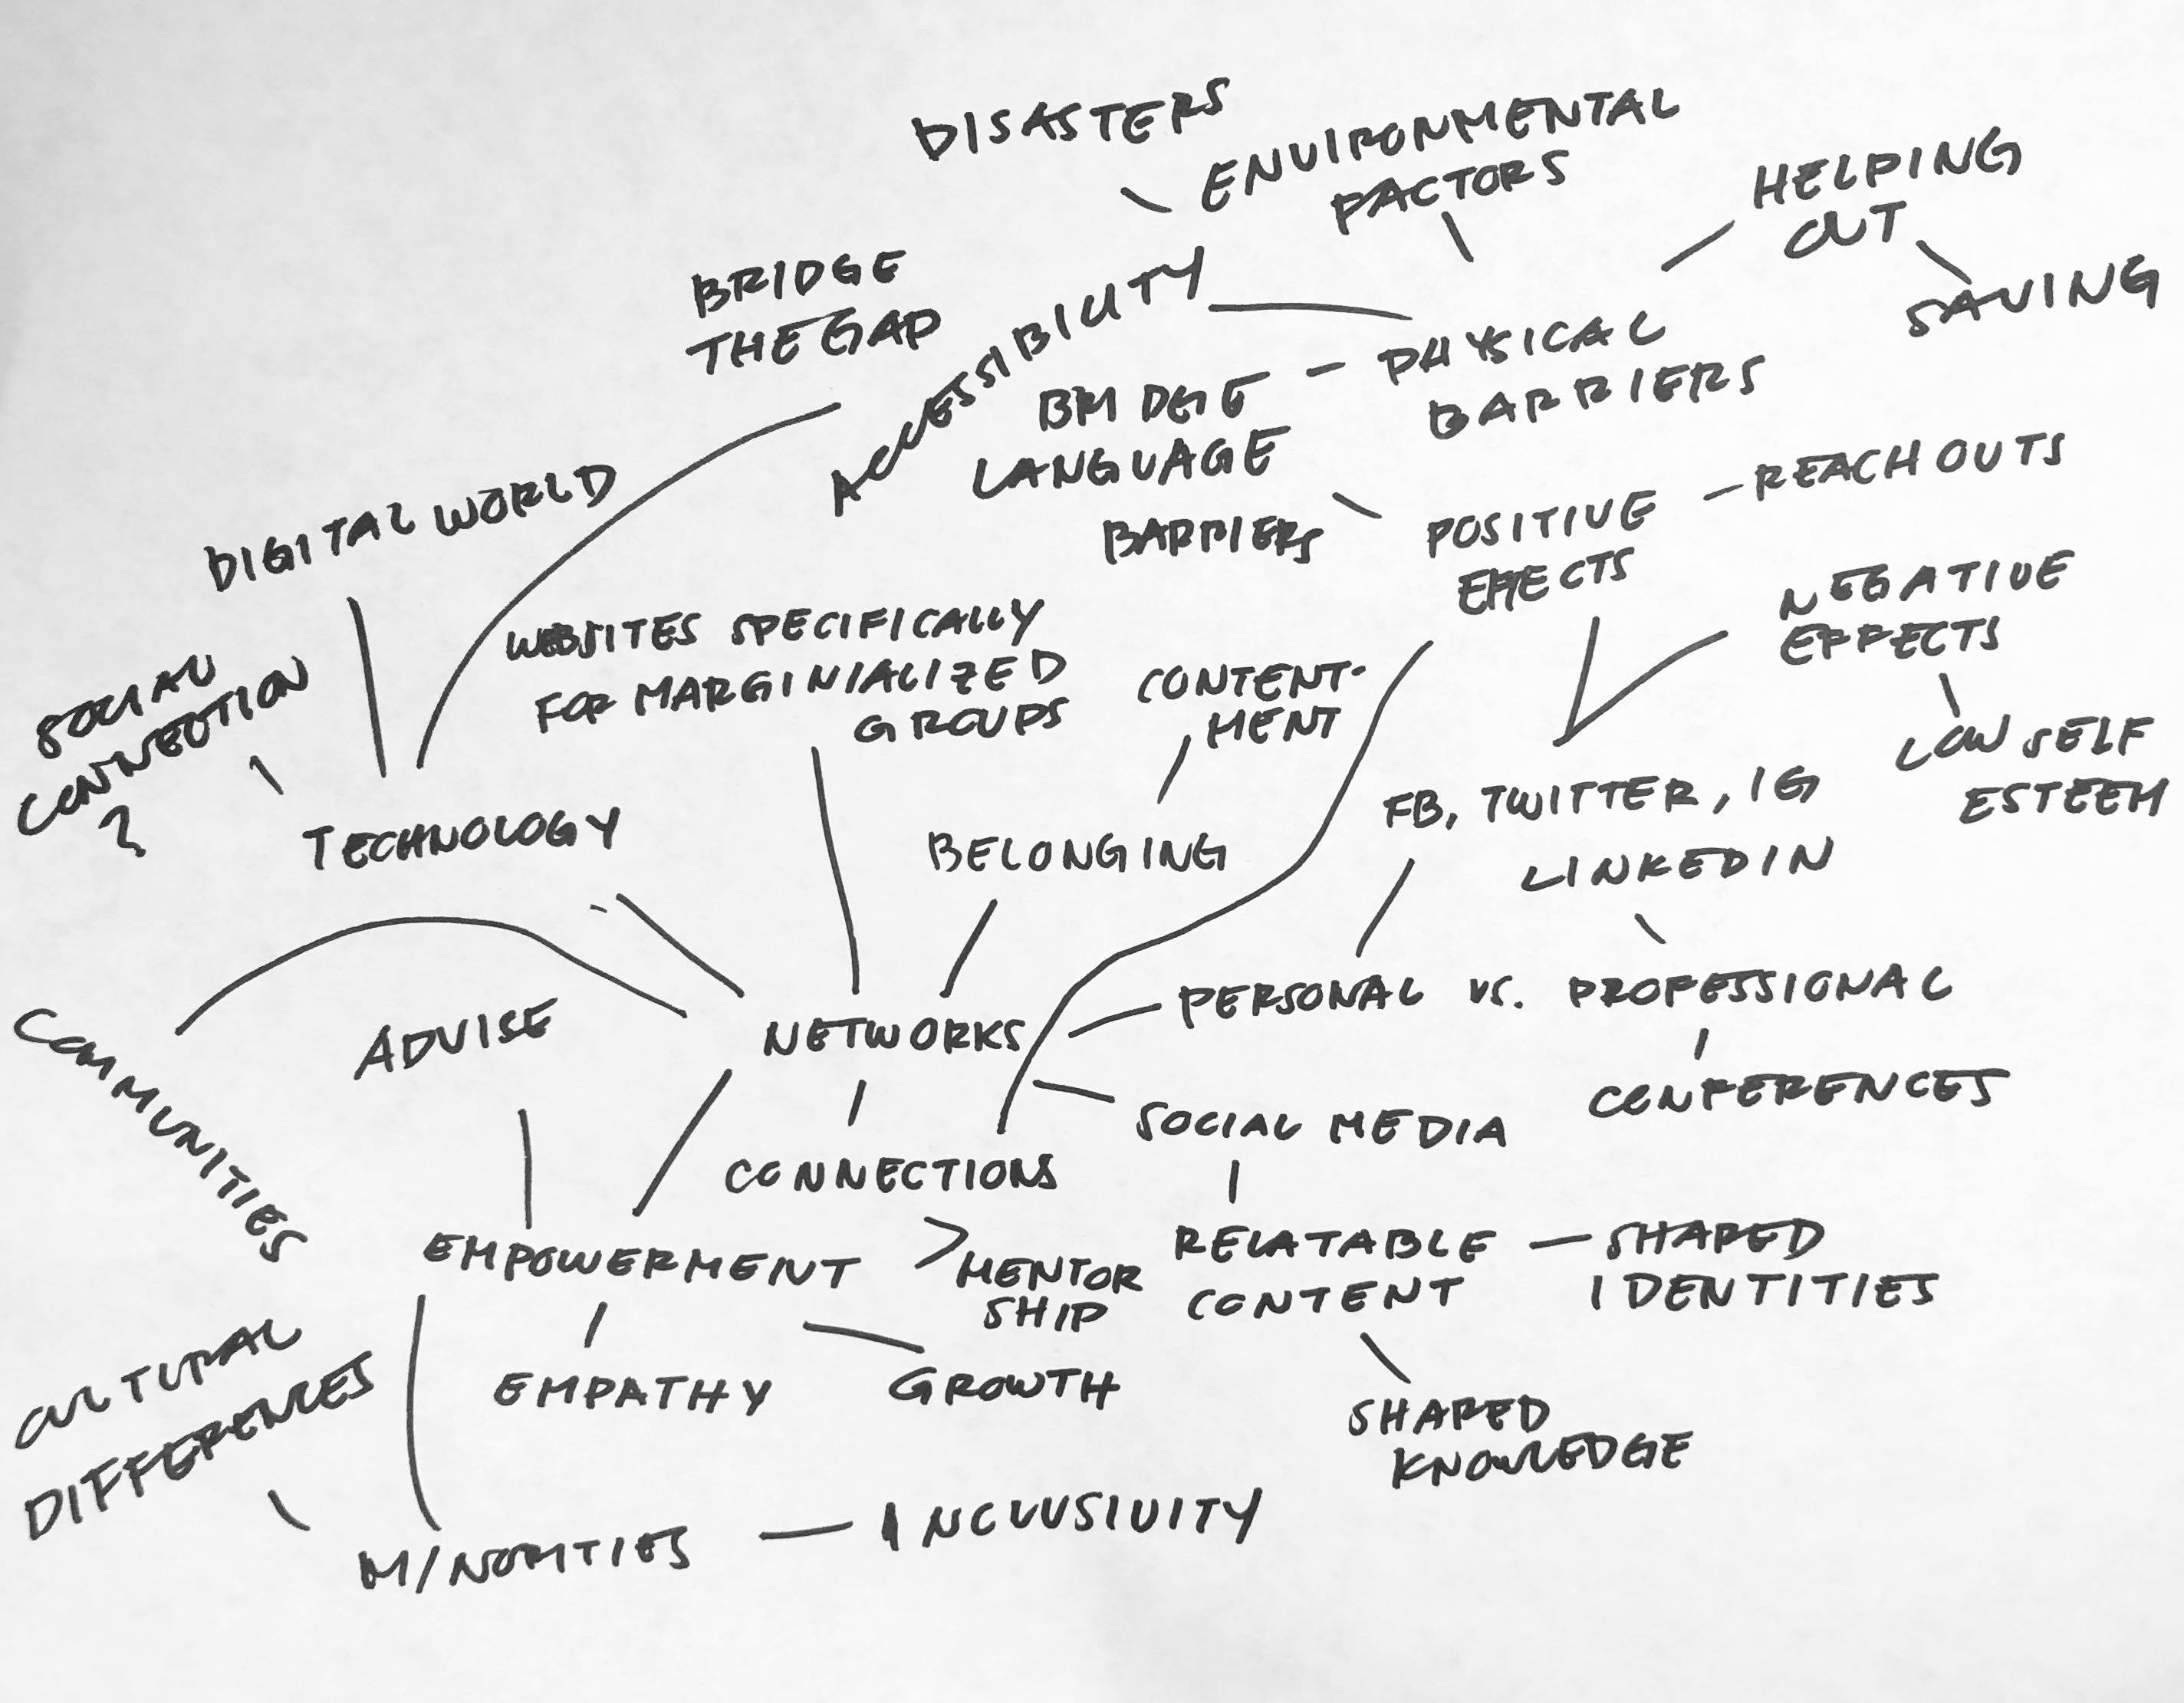 DISASTERS
ENVIRONMENTAL
FACTORS
HELPING
OUT
SAVING
BRIDGE
THE GAP
ACCESSIBILITY
PHYSICAL
BARRIERS
BRIDGE
LANGUAGE
BARRIERS
POSITIVE
EFFECTS
REACH OUTS
NEGATIVE
EFFECTS
LOW SELF
ESTEEM
DIGITAL WORLD
SOCIAL
CONNECTION
?
WEBSITES SPECIFICALLY
FOR MARGINIALIZED
GROUPS
CONTENT-
MENT
TECHNOLOGY
BELONGING
FB, TWITTER, IG
LINKEDIN
COMMUNITIES
ADVISE
NETWORKS
PERSONAL VS. PROFESSIONAL
CONFERENCES
SOCIAL MEDIA
CONNECTIONS
EMPOWERMENT
MENTOR
SHIP
RELATABLE
CONTENT
SHARED
IDENTITIES
EMPATHY
GROWTH
SHARED
KNOWLEDGE
CULTURAL
DIFFERENCES
MINORITIES
INCLUSIVITY